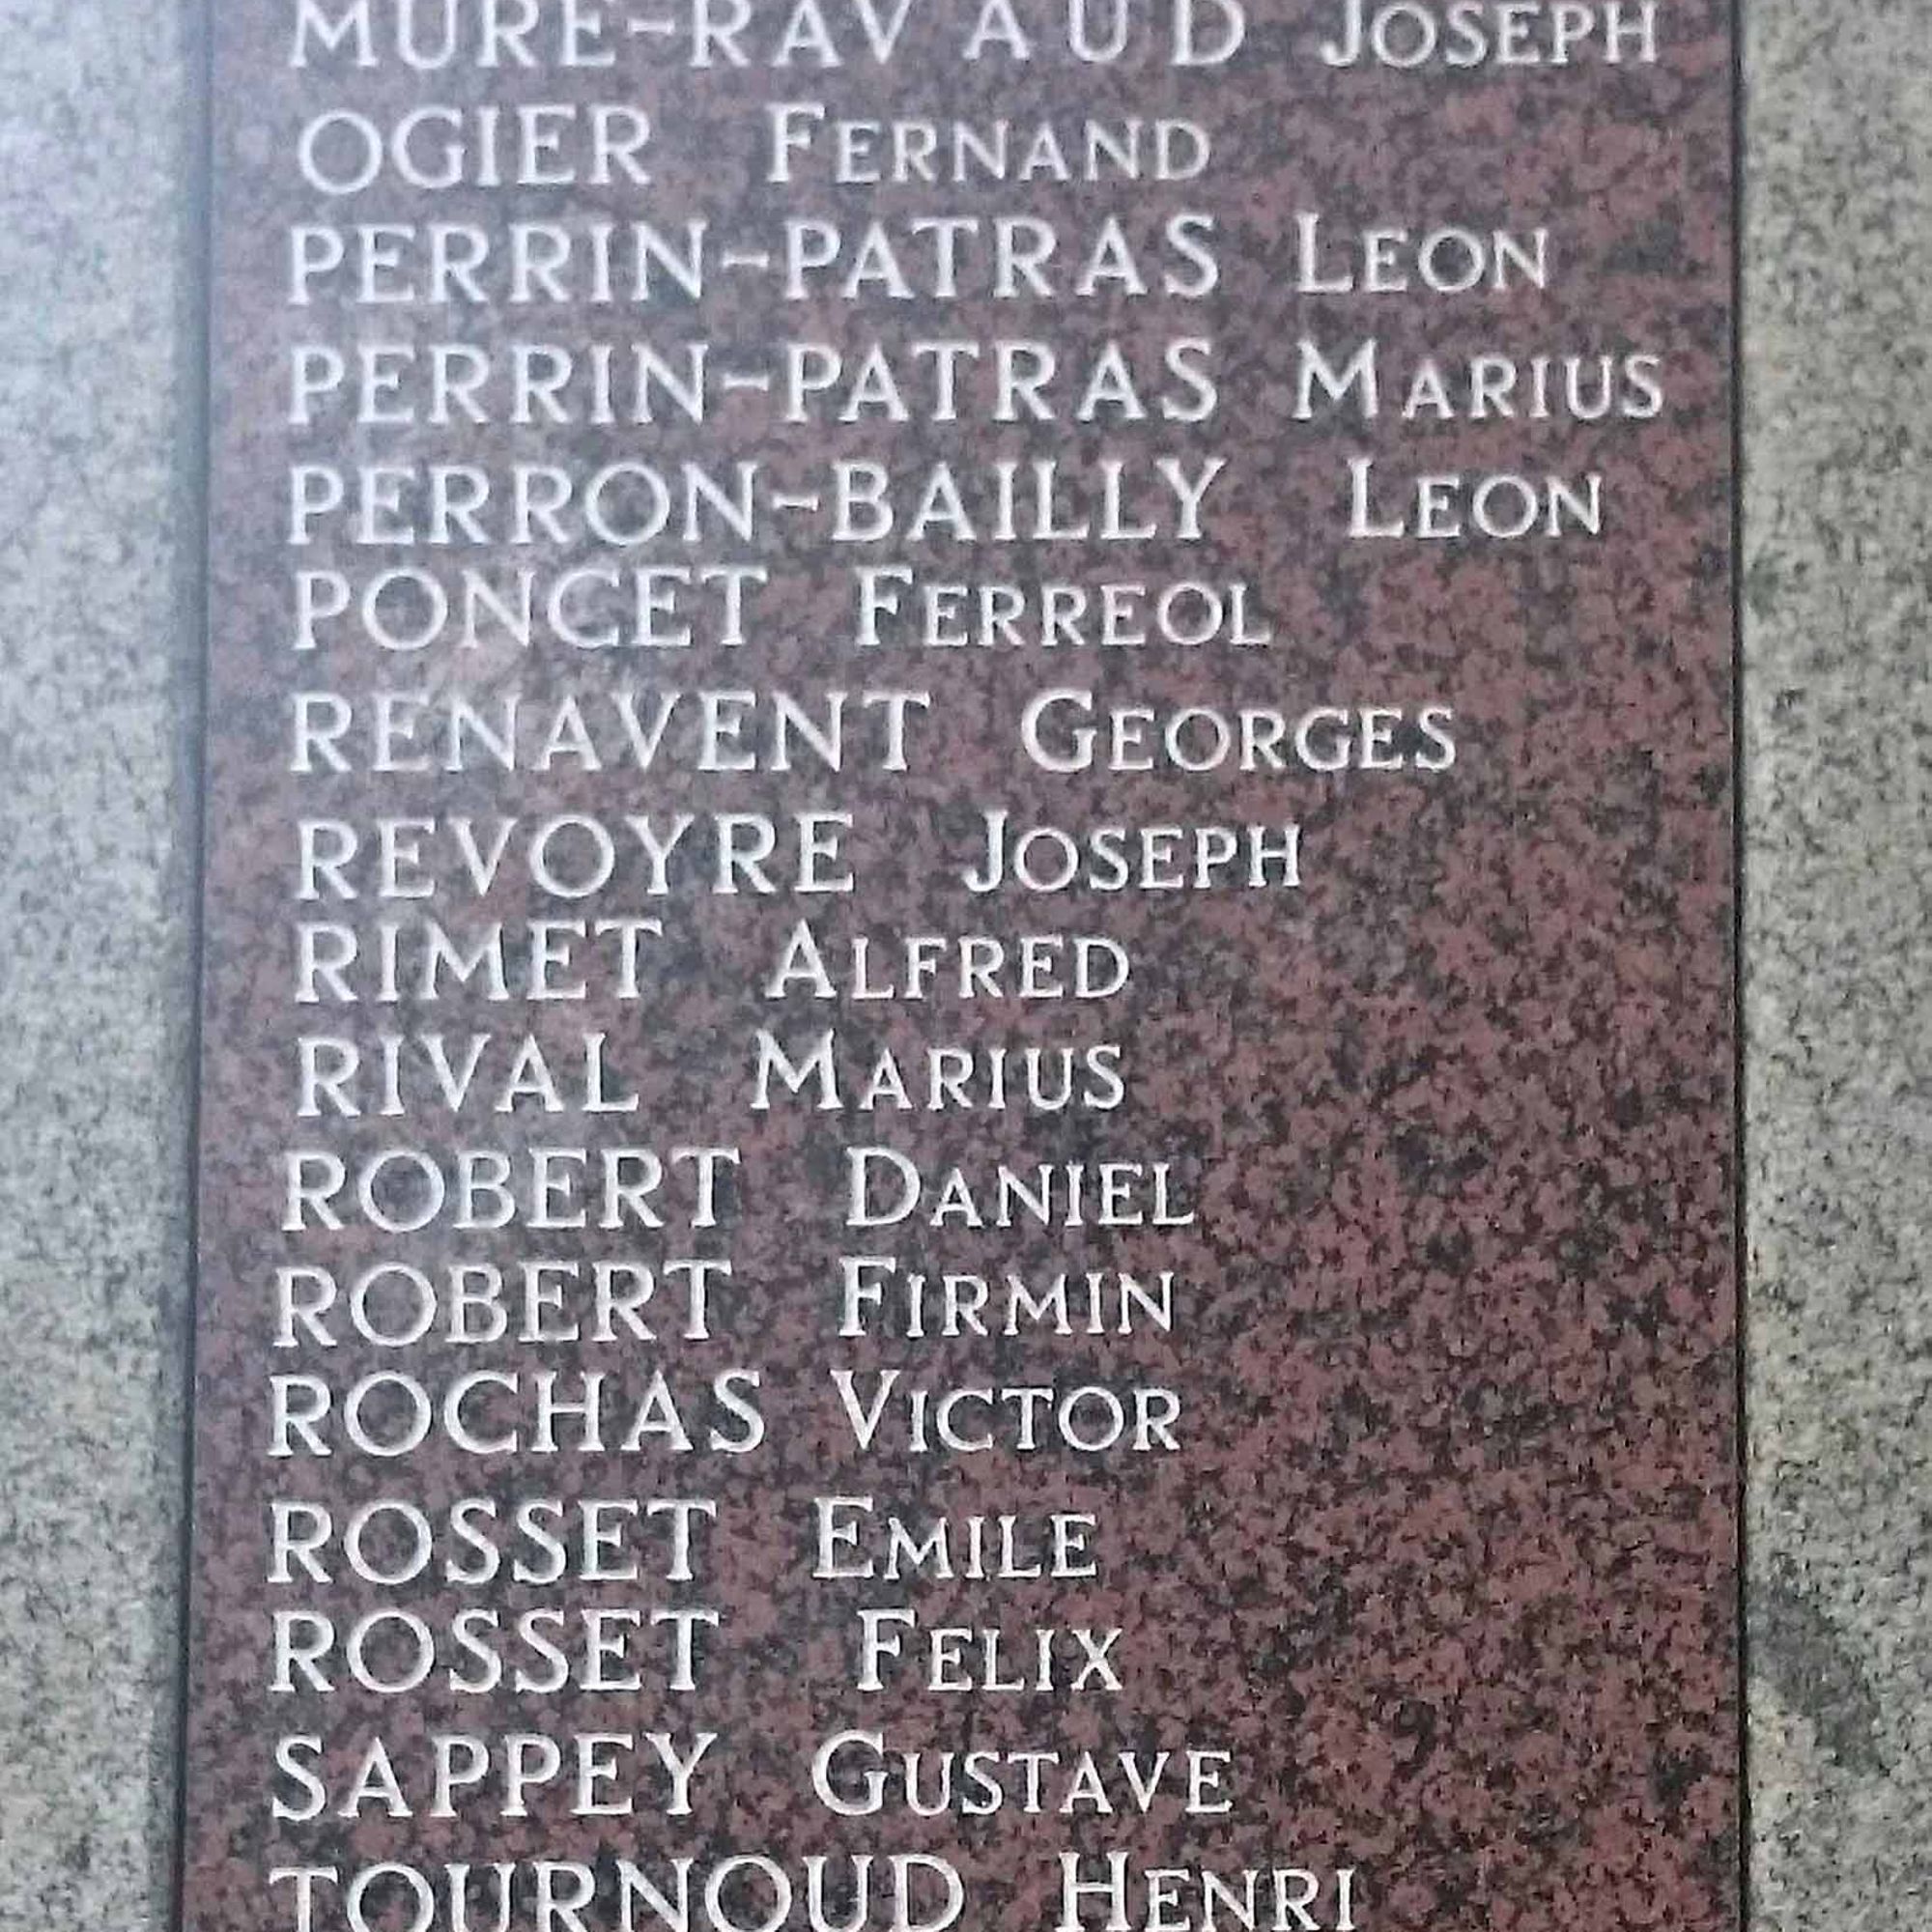 MURE-RAVAUD JOSEPH
OGIER FERNAND
PERRIN-PATRAS LEON
PERRIN-PATRAS MARIUS
PERRON-BAILLY LEON
PONCET FERREOL
RENAVENT GEORGES
REVOYRE JOSEPH
RIMET ALFRED
RIVAL MARIUS
ROBERT DANIEL
ROBERT FIRMIN
ROCHAS VICTOR
ROSSET EMILE
ROSSET FELIX
SAPPEY GUSTAVE
TOURNOUD HENRI